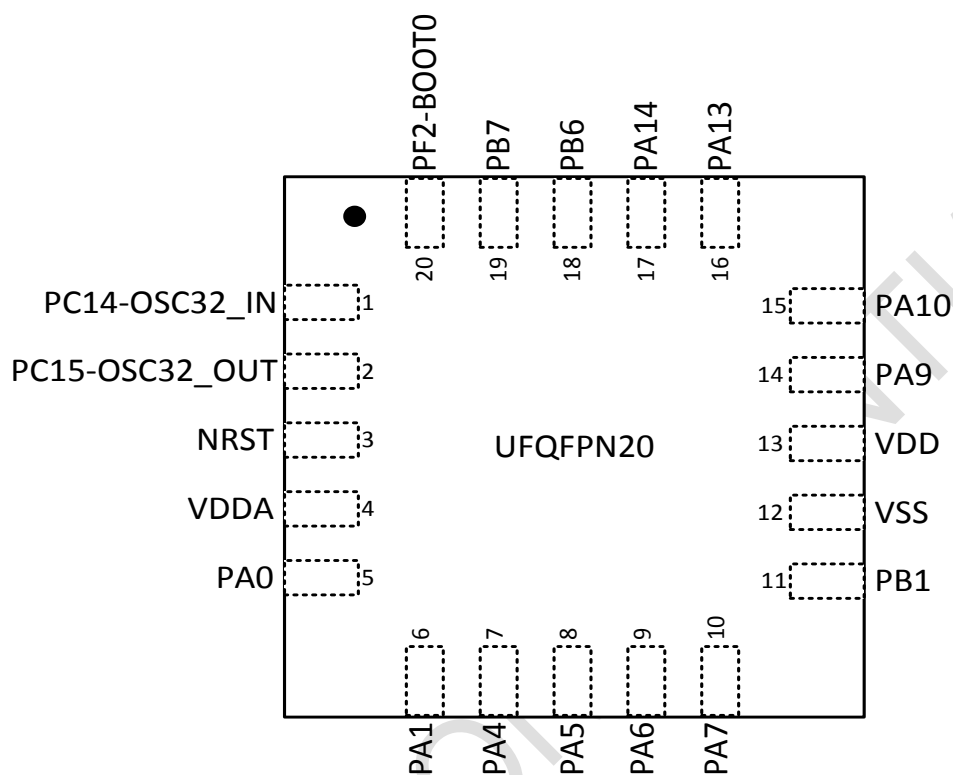 PF2-BOOT0
PB7
PB6
PA14
PA13
20
19
18
17
16
PC14-OSC32_IN
1
PC15-OSC32_OUT
2
NRST
3
VDDA
4
PA0
5
UFQFPN20
15
PA10
14
PA9
13
VDD
12
VSS
11
PB1
6
7
8
9
10
PA1
PA4
PA5
PA6
PA7